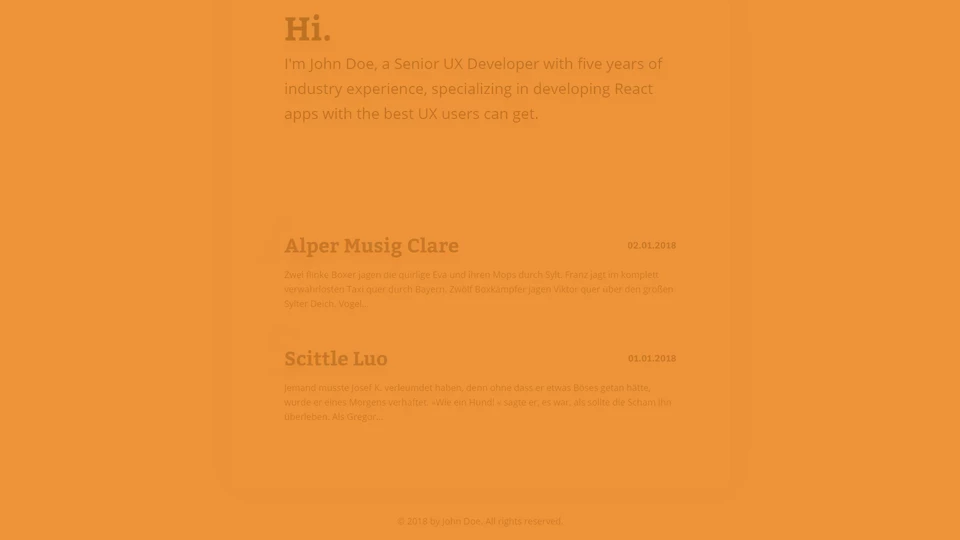 Hi.
I'm John Doe, a Senior UX Developer with five years of
industry experience, specializing in developing React
apps with the best UX users can get.
Alper Musig Clare
02.01.2018
Zwei flinke Boxer jagen die quirlige Eva und ihren Mops durch Sylt. Franz jagt im komplett
verwahrlosten Taxi quer durch Bayern. Zwölf Boxkämpfer jagen Viktor quer über den großen
Sylter Deich. Vogel...
Scittle Luo
01.01.2018
Jemand musste Josef K. verleumdet haben, denn ohne dass er etwas Böses getan hätte,
wurde er eines Morgens verhaftet. »Wie ein Hund! « sagte er, es war, als sollte die Scham ihn
überleben. Als Gregor...
© 2018 by John Doe. All rights reserved.